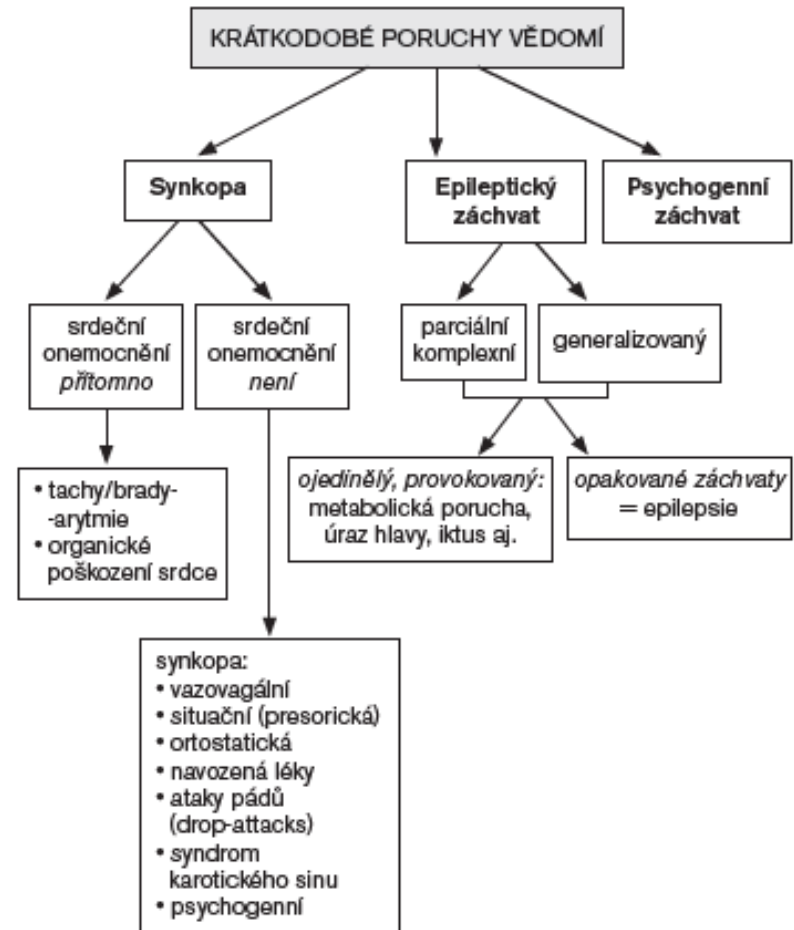 KRÁTKODOBÉ PORUCHY VĚDOMÍ
Synkopa
Epileptický
záchvat
Psychogenní
záchvat
srdeční
onemocnění
přítomno
srdeční
onemocnění
není
parciální
komplexní
generalizovaný
• tachy/brady-
-arytmie
• organické
poškození srdce
ojedinělý, provokovaný:
metabolická porucha,
úraz hlavy, iktus aj.
opakované záchvaty
= epilepsie
synkopa:
• vazovagální
• situační (presorická)
• ortostatická
• navozená léky
• ataky pádů
(drop-attacks)
• syndrom
karotického sinu
• psychogenní